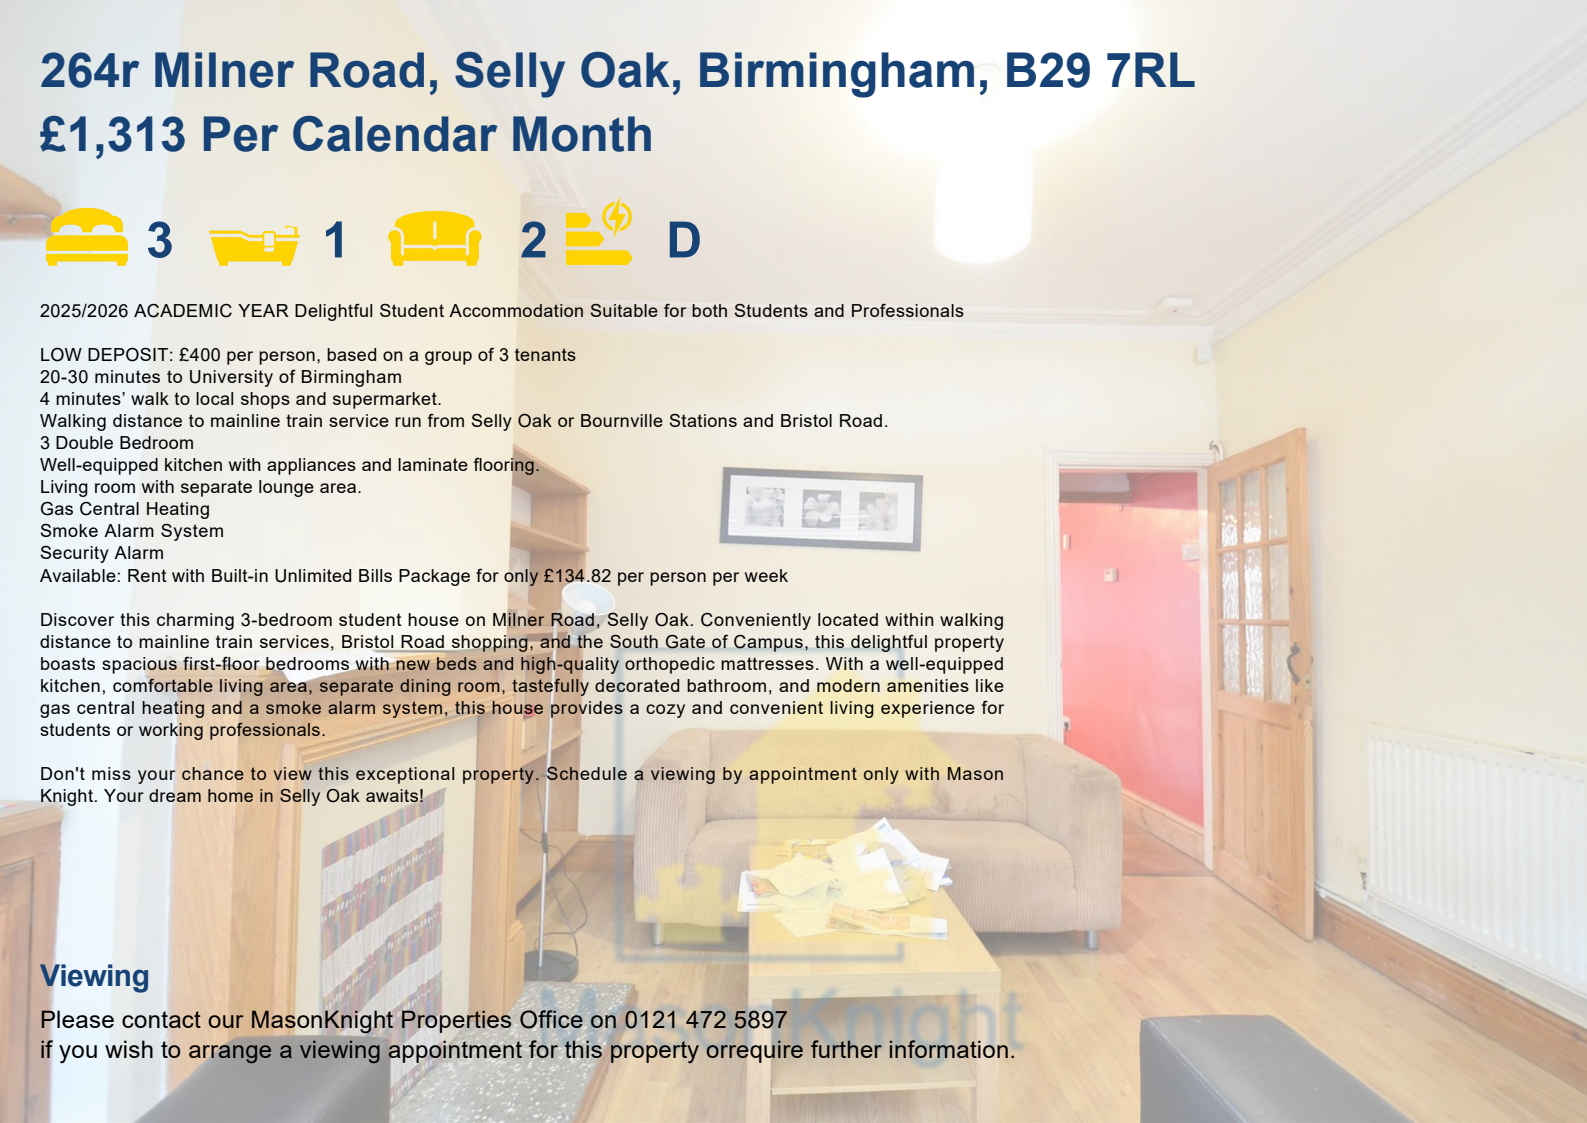 264r Milner Road, Selly Oak, Birmingham, B29 7RL
£1,313 Per Calendar Month
3 1 2 D
2025/2026 ACADEMIC YEAR Delightful Student Accommodation Suitable for both Students and Professionals
LOW DEPOSIT: £400 per person, based on a group of 3 tenants
20-30 minutes to University of Birmingham
4 minutes’ walk to local shops and supermarket.
Walking distance to mainline train service run from Selly Oak or Bournville Stations and Bristol Road.
3 Double Bedroom
Well-equipped kitchen with appliances and laminate flooring.
Living room with separate lounge area.
Gas Central Heating
Smoke Alarm System
Security Alarm
Available: Rent with Built-in Unlimited Bills Package for only £134.82 per person per week
Discover this charming 3-bedroom student house on Milner Road, Selly Oak. Conveniently located within walking
distance to mainline train services, Bristol Road shopping, and the South Gate of Campus, this delightful property
boasts spacious first-floor bedrooms with new beds and high-quality orthopedic mattresses. With a well-equipped
kitchen, comfortable living area, separate dining room, tastefully decorated bathroom, and modern amenities like
gas central heating and a smoke alarm system, this house provides a cozy and convenient living experience for
students or working professionals.
Don't miss your chance to view this exceptional property. Schedule a viewing by appointment only with Mason
Knight. Your dream home in Selly Oak awaits!
Viewing
MasonKnight
Please contact our MasonKnight Properties Office on 0121 472 5897
if you wish to arrange a viewing appointment for this property orrequire further information.